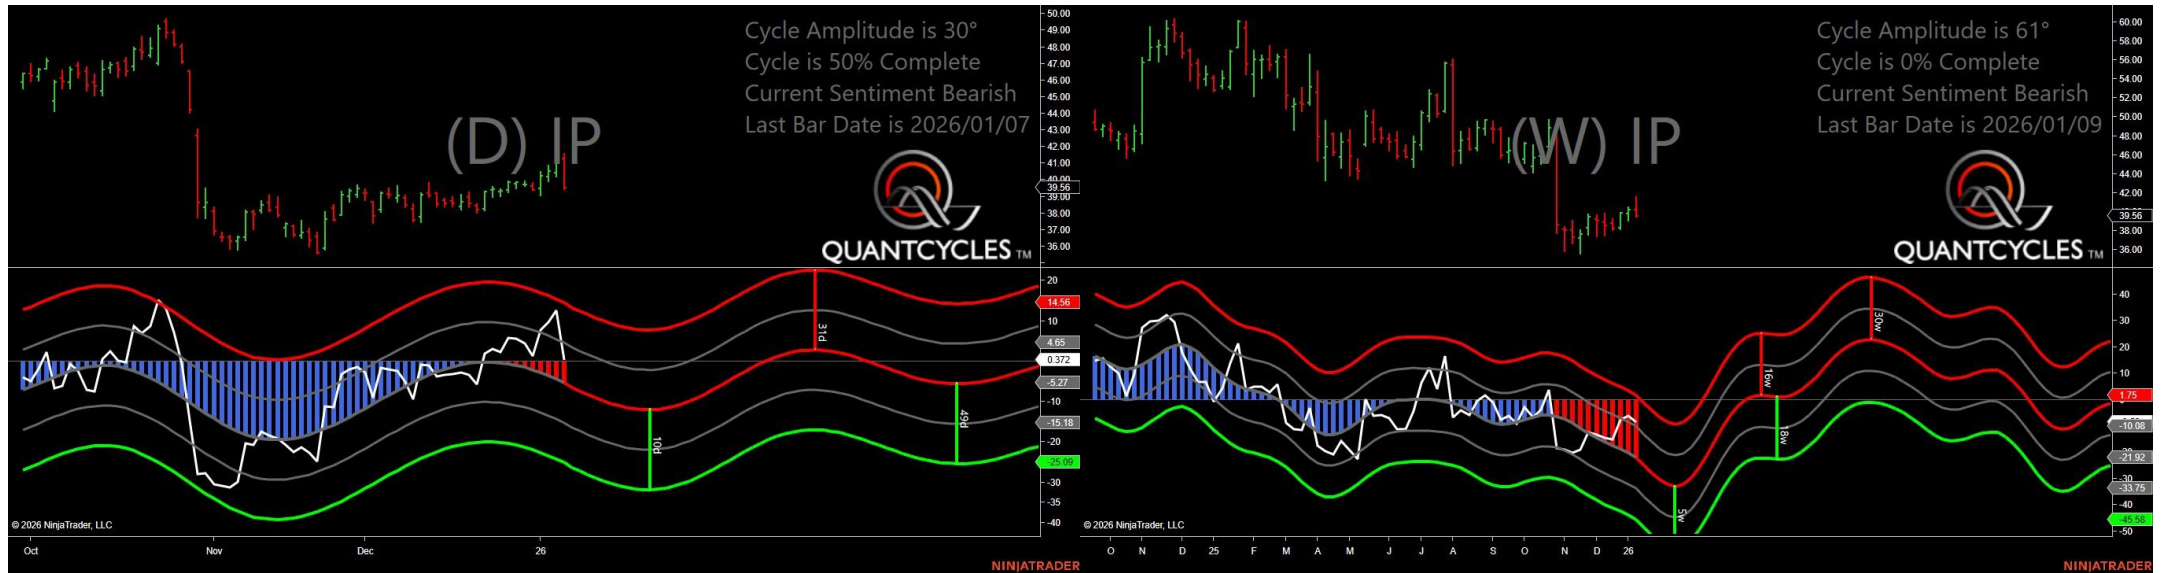 Cycle Amplitude is 30°
Cycle is 50% Complete
Current Sentiment Bearish
Last Bar Date is 2026/01/07
(D) IP
QUANTCYCLES TM
50.00
49.00
48.00
47.00
46.00
45.00
44.00
43.00
42.00
41.00
40.00
39.56
38.00
37.00
36.00
20
14.56
10
4.65
0.372
-5.27
-10
-15.18
-20
-25.09
-30
-35
-40
10d
31d
49d
© 2026 NinjaTrader, LLC
Oct
Nov
Dec
26
NINJATRADER
Cycle Amplitude is 61°
Cycle is 0% Complete
Current Sentiment Bearish
Last Bar Date is 2026/01/09
(W) IP
QUANTCYCLES TM
60.00
58.00
56.00
54.00
52.00
50.00
48.00
46.00
44.00
42.00
39.56
38.00
36.00
40
30
20
10
1.75
-10.08
-21.92
-30
-33.75
-40
-45.58
-50
5w
16w
18w
30w
© 2026 NinjaTrader, LLC
O N D 25 F M A M J J A S O N D 26
NINJATRADER